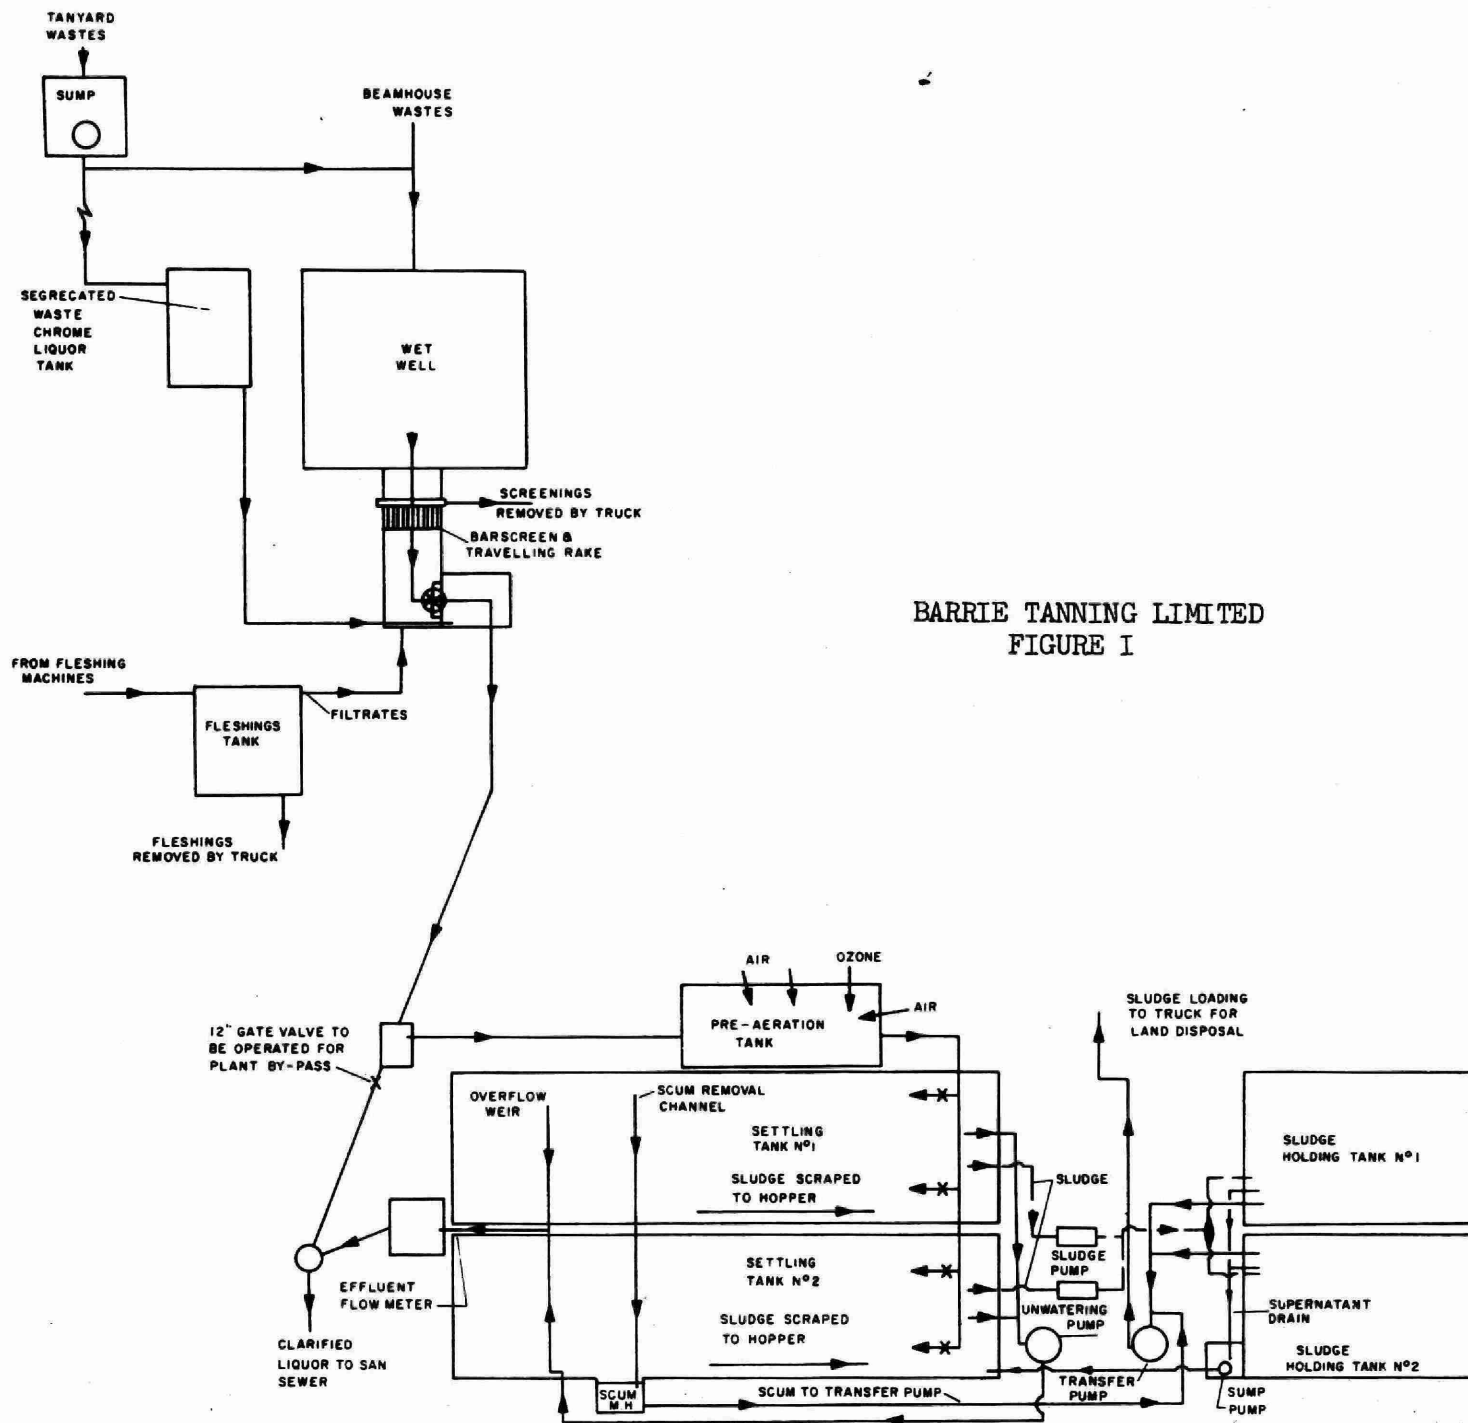 TANYARD
WASTES
SUMP
BEAMHOUSE
WASTES
SEGRECATED
WASTE
CHROME
LIQUOR
TANK
WET
WELL
SCREENINGS
REMOVED BY TRUCK
BARSCREEN &
TRAVELLING RAKE
BARRIE TANNING LIMITED
FIGURE I
FROM FLESHING
MACHINES
FILTRATES
FLESHINGS
TANK
FLESHINGS
REMOVED BY TRUCK
AIR
OZONE
AIR
PRE-AERATION
TANK
SLUDGE LOADING
TO TRUCK FOR
LAND DISPOSAL
12" GATE VALVE TO
BE OPERATED FOR
PLANT BY-PASS
OVERFLOW
WEIR
SCUM REMOVAL
CHANNEL
SETTLING
TANK Nº1
SLUDGE SCRAPED
TO HOPPER
SLUDGE
SLUDGE
HOLDING TANK Nº1
SLUDGE
PUMP
SETTLING
TANK Nº2
SLUDGE SCRAPED
TO HOPPER
EFFLUENT
FLOW METER
UNWATERING
PUMP
SUPERNATANT
DRAIN
SLUDGE
HOLDING TANK Nº2
CLARIFIED
LIQUOR TO SAN
SEWER
SCUM
M.H
SCUM TO TRANSFER PUMP
TRANSFER
PUMP
SUMP
PUMP